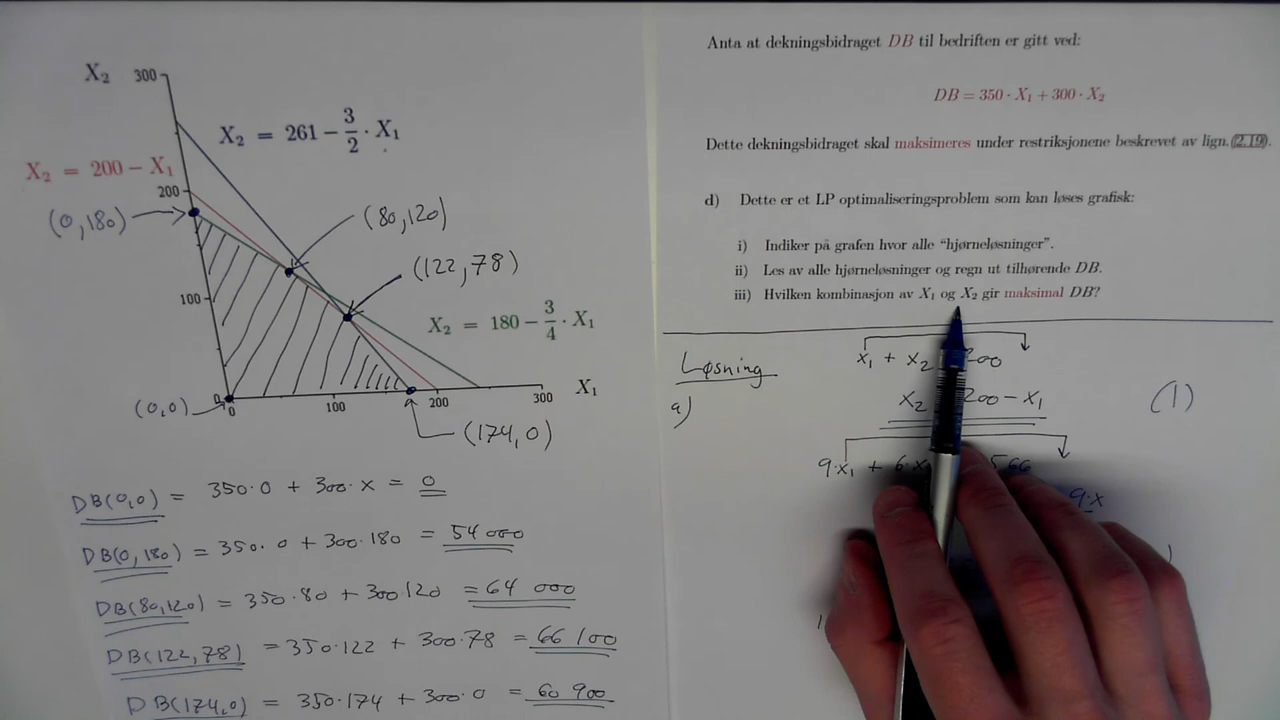 X₂
300
X₂ = 261 − 3/2 · X₁
X₂ = 200 − X₁
200
(0,180)
(80,120)
(122,78)
100
X₂ = 180 − 3/4 · X₁
0
(0,0)
0
100
200
300
X₁
(174,0)
DB(0,0) = 350·0 + 300·x = 0
DB(0,180) = 350·0 + 300·180 = 54 000
DB(80,120) = 350·80 + 300·120 = 64 000
DB(122,78) = 350·122 + 300·78 = 66 100
DB(174,0) = 350·174 + 300·0 = 60 900
Anta at dekningsbidraget DB til bedriften er gitt ved:
DB = 350 · X₁ + 300 · X₂
Dette dekningsbidraget skal maksimeres under restriksjonene beskrevet av lign.(2.19).
d) Dette er et LP optimaliseringsproblem som kan løses grafisk:
i) Indiker på grafen hvor alle “hjørneløsninger”.
ii) Les av alle hjørneløsninger og regn ut tilhørende DB.
iii) Hvilken kombinasjon av X₁ og X₂ gir maksimal DB?
Løsning
x₁ + x₂ 200
a) x₂ 200 − x₁ (1)
9·x₁ + 6·x 566
9·x